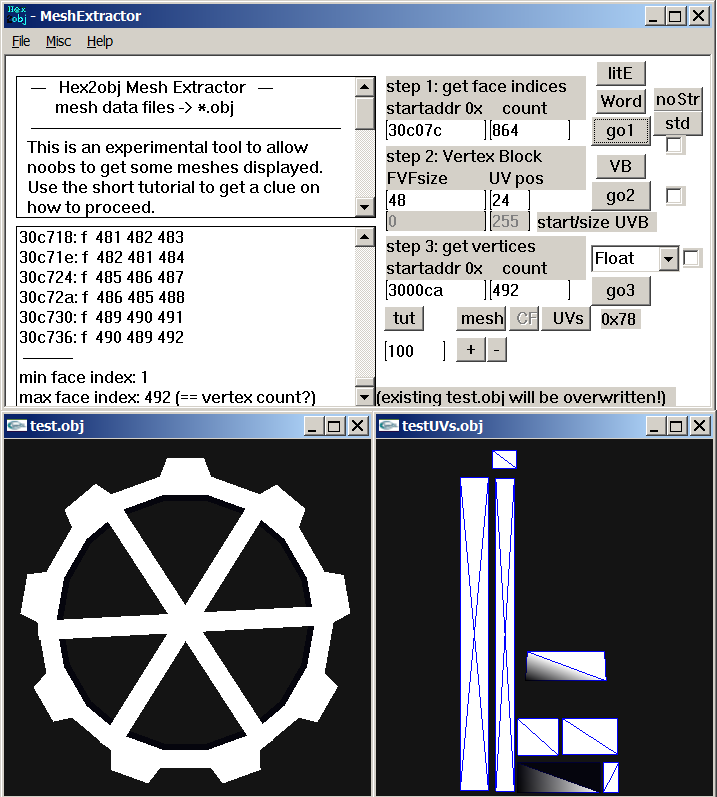 Hex
obj - MeshExtractor
File Misc Help
— Hex2obj Mesh Extractor —
mesh data files -> *.obj
This is an experimental tool to allow
noobs to get some meshes displayed.
Use the short tutorial to get a clue on
how to proceed.
30c718: f 481 482 483
30c71e: f 482 481 484
30c724: f 485 486 487
30c72a: f 486 485 488
30c730: f 489 490 491
30c736: f 490 489 492
min face index: 1
max face index: 492 (== vertex count?)
step 1: get face indices
startaddr 0x count
30c07c 864
litE
Word noStr
go1 std
step 2: Vertex Block
FVFsize UV pos
48 24
0 255 start/size UVB
VB
go2
step 3: get vertices
startaddr 0x count
3000ca 492
Float
go3
tut mesh CF UVs 0x78
100 + -
(existing test.obj will be overwritten!)
test.obj
testUVs.obj